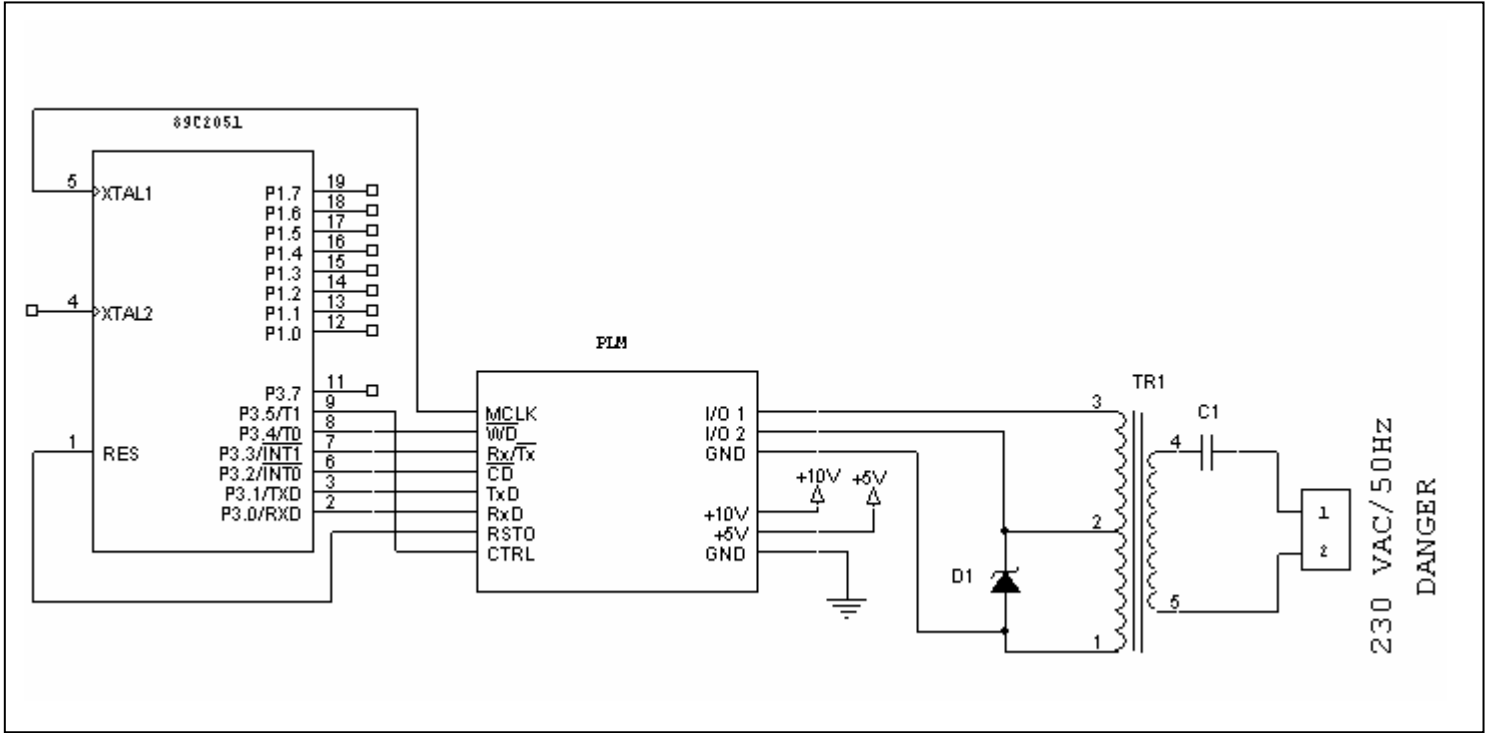 89C2051
5
XTAL1
4
XTAL2
1
RES
P1.7
19
P1.6
18
P1.5
17
P1.4
16
P1.3
15
P1.2
14
P1.1
13
P1.0
12
P3.7
11
P3.5/T1
9
P3.4/T0
8
P3.3/INT1
7
P3.2/INT0
6
P3.1/TXD
3
P3.0/RXD
2
PLM
MCLK
WD
Rx/Tx
CD
TxD
RxD
RSTO
CTRL
I/O 1
I/O 2
GND
+10V
+5V
GND
+10V
+5V
D1
TR1
3
2
1
4
5
C1
1
2
230 VAC/50Hz
DANGER